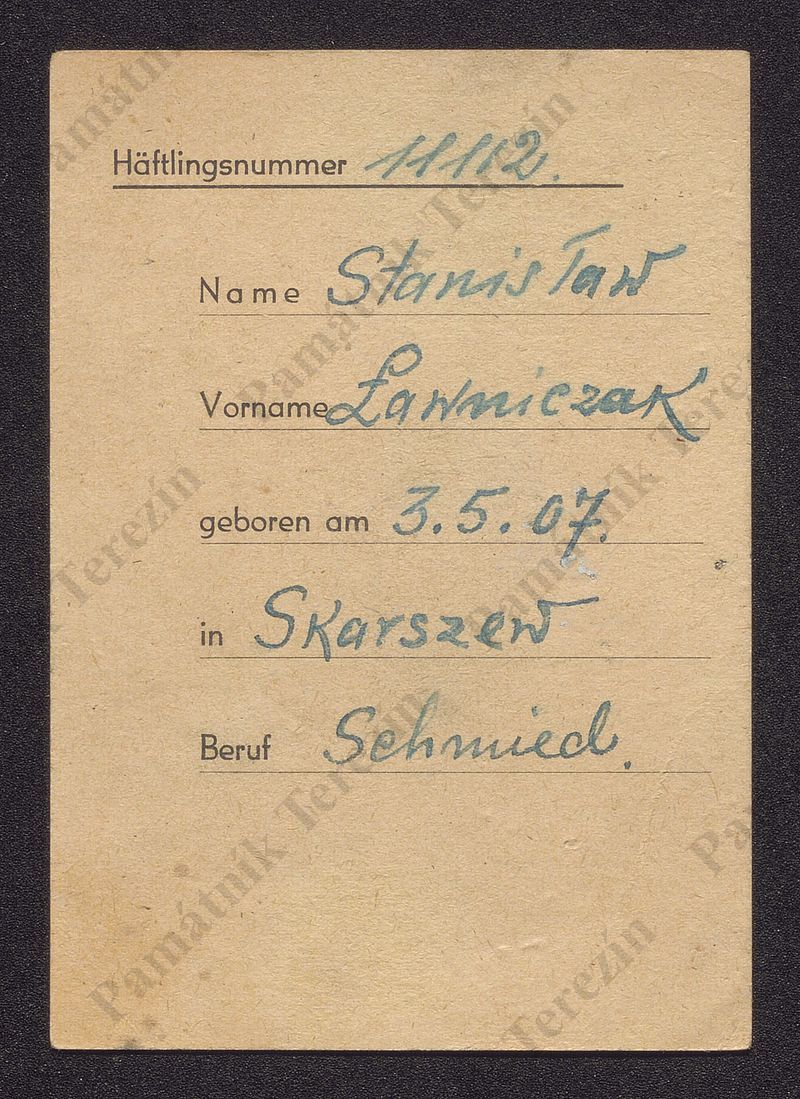 Häftlingsnummer 11112.
Name Stanisław
Vorname Ławniczak
geboren am 3.5.07.
in Skarszew
Beruf Schmied.
Památník Terezín